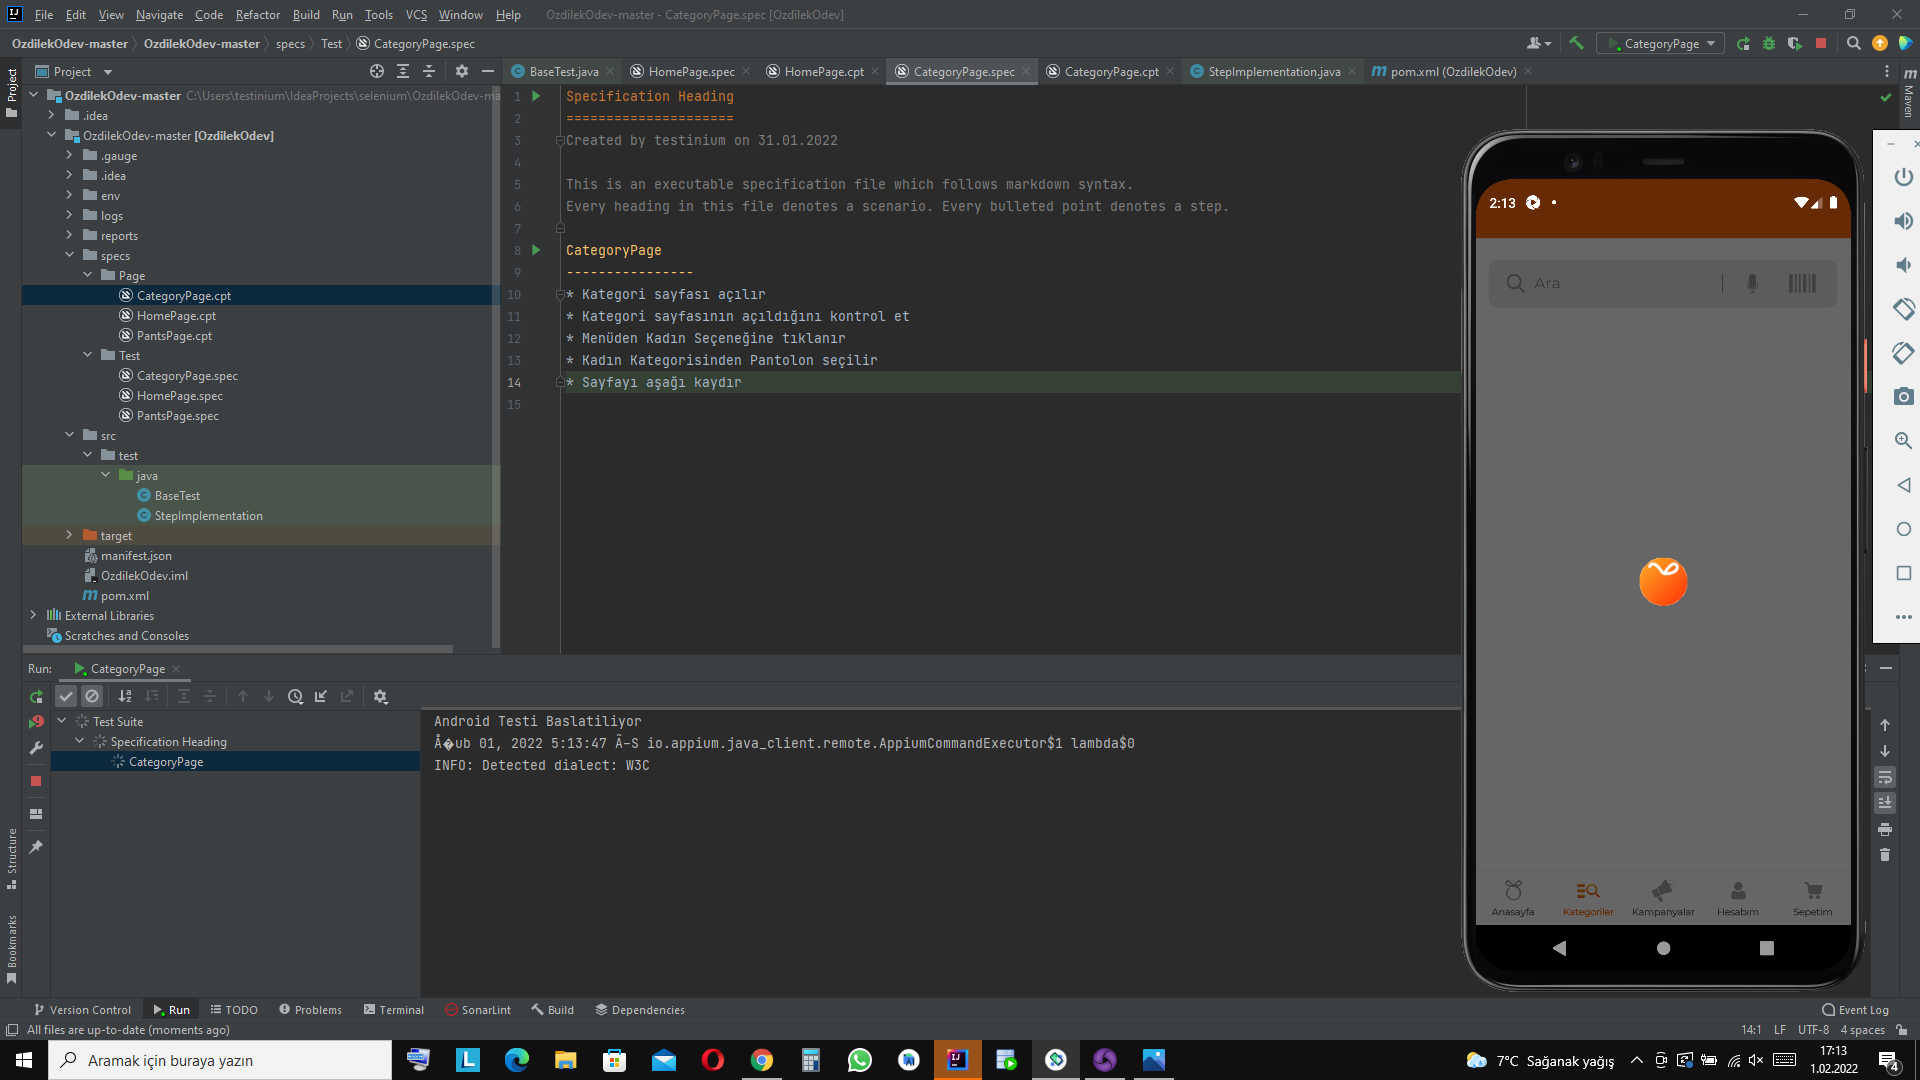 File Edit View Navigate Code Refactor Build Run Tools VCS Window Help OzdilekOdev-master - CategoryPage.spec [OzdilekOdev]
OzdilekOdev-master OzdilekOdev-master specs Test CategoryPage.spec
CategoryPage
Project
BaseTest.java HomePage.spec HomePage.cpt CategoryPage.spec CategoryPage.cpt StepImplementation.java pom.xml (OzdilekOdev)
Project
Maven
OzdilekOdev-master C:\Users\testinium\IdeaProjects\selenium\OzdilekOdev-ma
.idea
OzdilekOdev-master [OzdilekOdev]
.gauge
.idea
env
logs
reports
specs
Page
CategoryPage.cpt
HomePage.cpt
PantsPage.cpt
Test
CategoryPage.spec
HomePage.spec
PantsPage.spec
src
test
java
BaseTest
StepImplementation
target
manifest.json
OzdilekOdev.iml
pom.xml
External Libraries
Scratches and Consoles
1 Specification Heading
2 =====================
3 Created by testinium on 31.01.2022
4
5 This is an executable specification file which follows markdown syntax.
6 Every heading in this file denotes a scenario. Every bulleted point denotes a step.
7
8 CategoryPage
9 ----------------
10 * Kategori sayfası açılır
11 * Kategori sayfasının açıldığını kontrol et
12 * Menüden Kadın Seçeneğine tıklanır
13 * Kadın Kategorisinden Pantolon seçilir
14 * Sayfayı aşağı kaydır
15
2:13
Ara
Anasayfa Kategoriler Kampanyalar Hesabım Sepetim
Run: CategoryPage
Test Suite
Specification Heading
CategoryPage
Android Testi Baslatiliyor
Å�ub 01, 2022 5:13:47 Ã-S io.appium.java_client.remote.AppiumCommandExecutor$1 lambda$0
INFO: Detected dialect: W3C
Structure
Bookmarks
Version Control Run TODO Problems Terminal SonarLint Build Dependencies Event Log
All files are up-to-date (moments ago) 14:1 LF UTF-8 4 spaces
Aramak için buraya yazın
7°C Sağanak yağış
17:13
1.02.2022
4